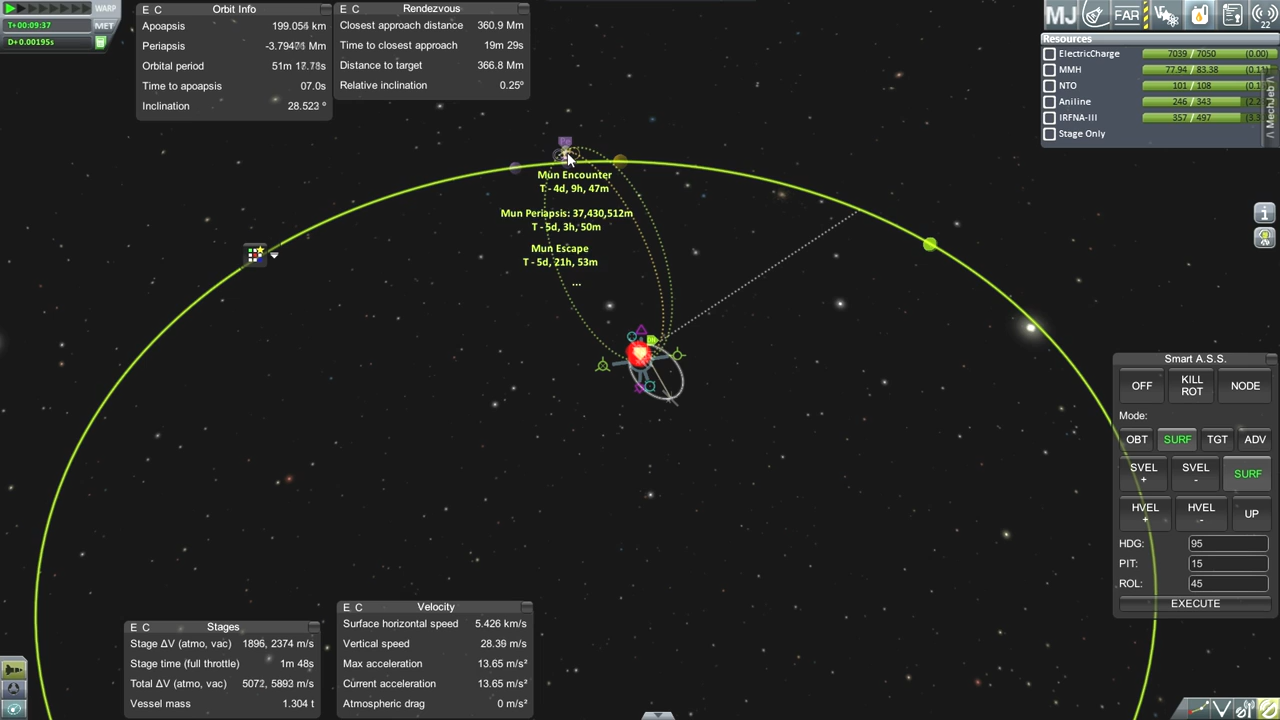 WARP
T+00:09:37
MET
D+0.00195s
E C Orbit Info
Apoapsis 199.054 km
Orbital period
Time to apoapsis 07.0s
Inclination 28.523 º
E C Rendezvous
Closest approach distance 360.9 Mm
Time to closest approach 19m 29s
Distance to target 366.8 Mm
Relative inclination 0.25º
MJ
FAR
22
Resources
ElectricCharge 7039 / 7050 (0.00)
MMH 77.94 / 83.38
NTO 101 / 108
Aniline 246 / 343
IRFNA-III 357 / 497
Stage Only
MechJeb
Mun Encounter
T - 4d, 9h, 47m
Mun Periapsis: 37,430,512m
T - 5d, 3h, 50m
Mun Escape
T - 5d, 21h, 53m
...
Smart A.S.S.
OFF KILL ROT NODE
Mode:
OBT SURF TGT ADV
SVEL + SVEL - SURF
HVEL + HVEL - UP
HDG: 95
PIT: 15
ROL: 45
EXECUTE
E C Stages
Stage ΔV (atmo, vac) 1896, 2374 m/s
Stage time (full throttle) 1m 48s
Total ΔV (atmo, vac) 5072, 5893 m/s
Vessel mass 1.304 t
E C Velocity
Surface horizontal speed 5.426 km/s
Vertical speed 28.39 m/s
Max acceleration 13.65 m/s²
Current acceleration 13.65 m/s²
Atmospheric drag 0 m/s²